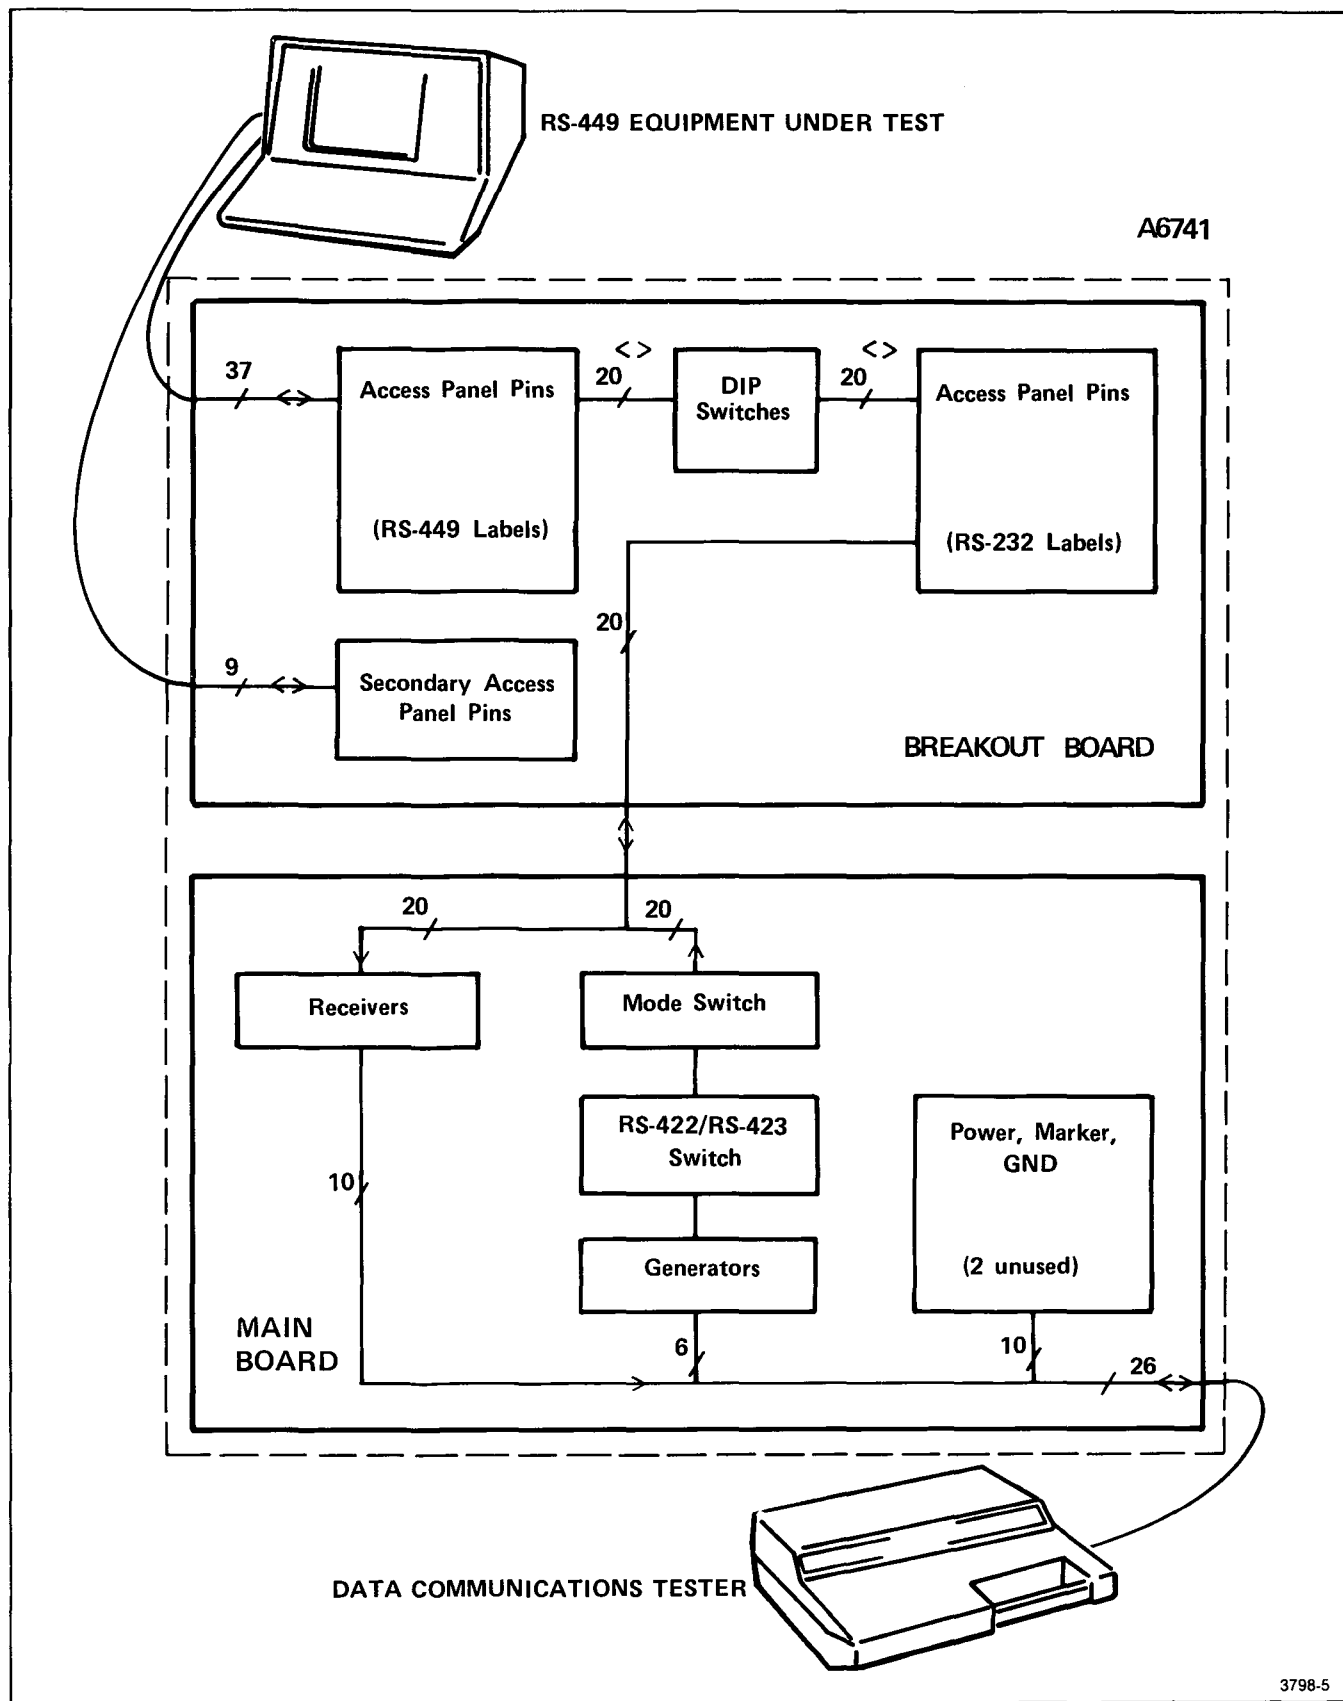 RS-449 EQUIPMENT UNDER TEST
A6741
37
Access Panel Pins
(RS-449 Labels)
< >
20
DIP
Switches
< >
20
Access Panel Pins
(RS-232 Labels)
20
9
Secondary Access
Panel Pins
BREAKOUT BOARD
20
20
Receivers
Mode Switch
RS-422/RS-423
Switch
Power, Marker,
GND
10
Generators
(2 unused)
MAIN
BOARD
6
10
26
DATA COMMUNICATIONS TESTER
3798-5